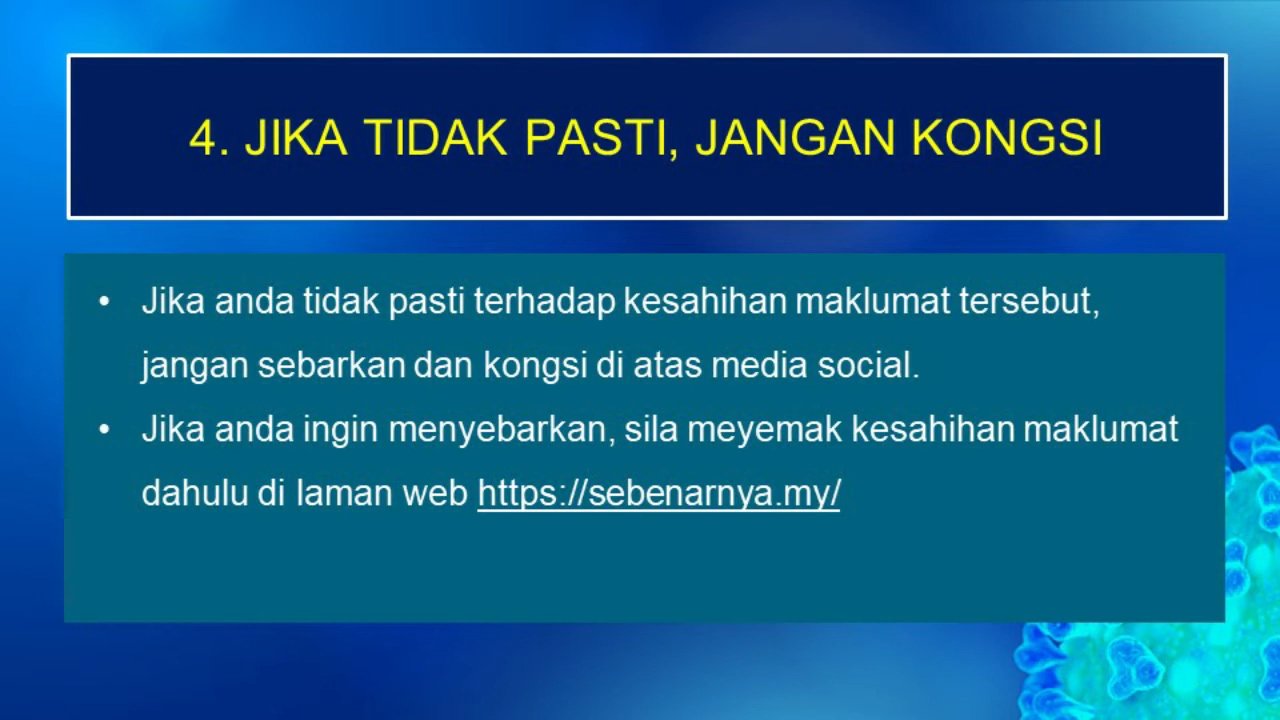 4. JIKA TIDAK PASTI, JANGAN KONGSI
• Jika anda tidak pasti terhadap kesahihan maklumat tersebut,
jangan sebarkan dan kongsi di atas media social.
• Jika anda ingin menyebarkan, sila meyemak kesahihan maklumat
dahulu di laman web https://sebenarnya.my/